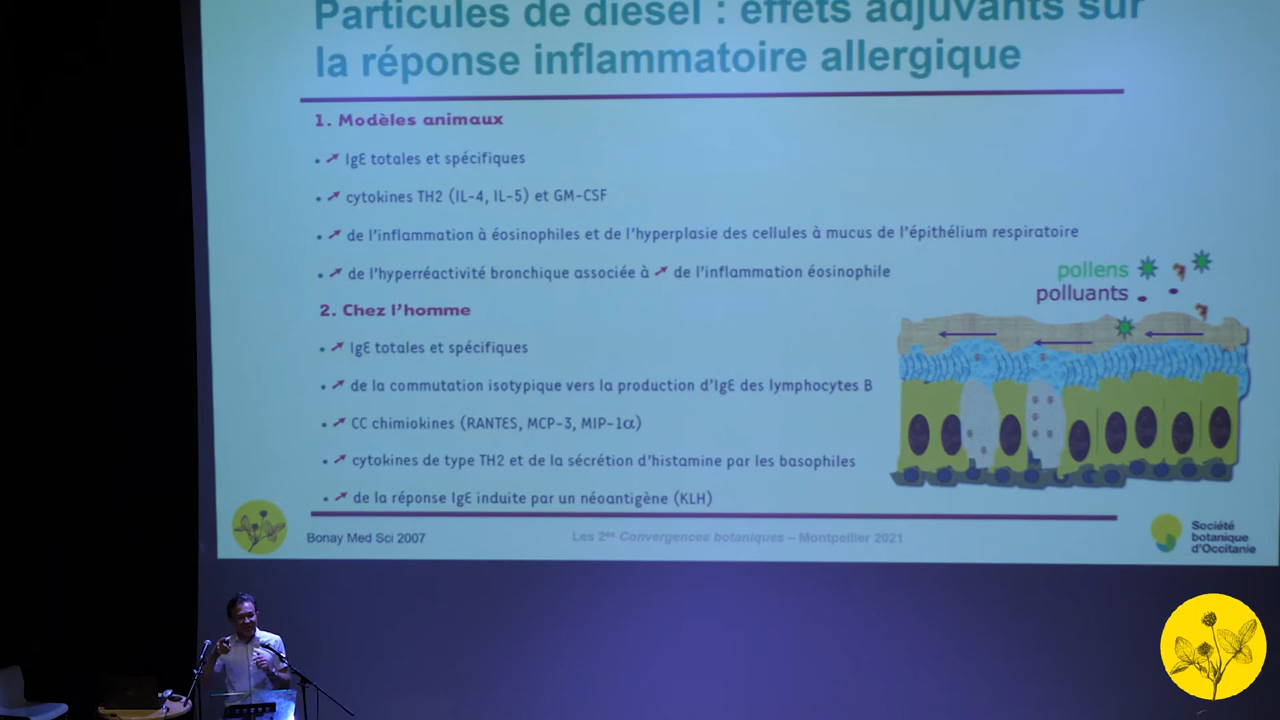 Particules de diesel : effets adjuvants sur
la réponse inflammatoire allergique
1. Modèles animaux
• ➚ IgE totales et spécifiques
• ➚ cytokines TH2 (IL-4, IL-5) et GM-CSF
• ➚ de l'inflammation à éosinophiles et de l'hyperplasie des cellules à mucus de l'épithélium respiratoire
• ➚ de l'hyperréactivité bronchique associée à ➚ de l'inflammation éosinophile
pollens
polluants
2. Chez l'homme
• ➚ IgE totales et spécifiques
• ➚ de la commutation isotypique vers la production d'IgE des lymphocytes B
• ➚ CC chimiokines (RANTES, MCP-3, MIP-1α)
• ➚ cytokines de type TH2 et de la sécrétion d'histamine par les basophiles
• ➚ de la réponse IgE induite par un néoantigène (KLH)
Bonay Med Sci 2007
Les 2es Convergences botaniques – Montpellier 2021
Société
botanique
d'Occitanie